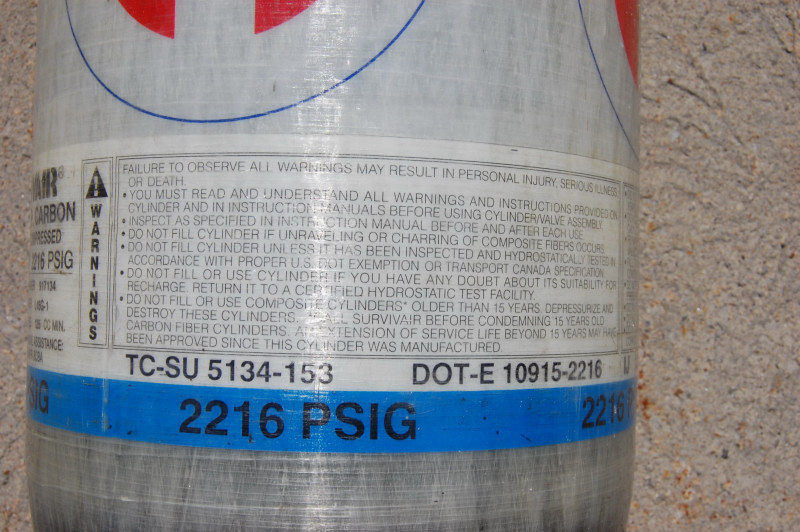 WARNINGS
FAILURE TO OBSERVE ALL WARNINGS MAY RESULT IN PERSONAL INJURY, SERIOUS ILLNESS
OR DEATH.
• YOU MUST READ AND UNDERSTAND ALL WARNINGS AND INSTRUCTIONS PROVIDED ON
CYLINDER AND IN INSTRUCTION MANUALS BEFORE USING CYLINDER/VALVE ASSEMBLY.
• INSPECT AS SPECIFIED IN INSTRUCTION MANUAL BEFORE AND AFTER EACH USE.
• DO NOT FILL CYLINDER IF UNRAVELING OR CHARRING OF COMPOSITE FIBERS OCCURS.
• DO NOT FILL CYLINDER UNLESS IT HAS BEEN INSPECTED AND HYDROSTATICALLY TESTED IN
ACCORDANCE WITH PROPER U.S. DOT EXEMPTION OR TRANSPORT CANADA SPECIFICATION.
• DO NOT FILL OR USE CYLINDER IF YOU HAVE ANY DOUBT ABOUT ITS SUITABILITY FOR
RECHARGE. RETURN IT TO A CERTIFIED HYDROSTATIC TEST FACILITY.
• DO NOT FILL OR USE COMPOSITE CYLINDERS* OLDER THAN 15 YEARS. DEPRESSURIZE AND
DESTROY THESE CYLINDERS. SURVIVAIR BEFORE CONDEMNING 15 YEARS OLD
CARBON FIBER CYLINDERS. EXTENSION OF SERVICE LIFE BEYOND 15 YEARS MAY HAVE
BEEN APPROVED SINCE THIS CYLINDER WAS MANUFACTURED.
CARBON
2216 PSIG
CC MIN.
TC-SU 5134-153 DOT-E 10915-2216
SIG 2216 PSIG 2216 P